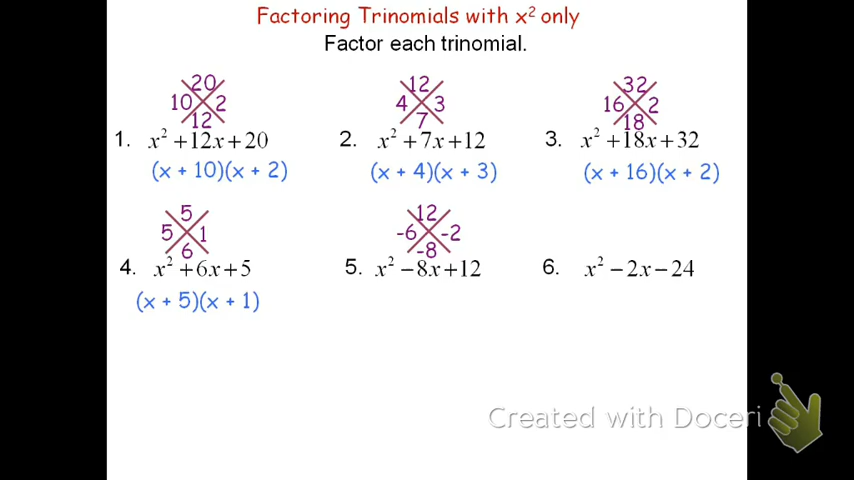 Factoring Trinomials with x² only
Factor each trinomial.
20
10 2
12
1. x² + 12x + 20
(x + 10)(x + 2)
12
4 3
7
2. x² + 7x + 12
(x + 4)(x + 3)
32
16 2
18
3. x² + 18x + 32
(x + 16)(x + 2)
5
5 1
6
4. x² + 6x + 5
(x + 5)(x + 1)
12
-6 -2
-8
5. x² − 8x + 12
6. x² − 2x − 24
Created with Doceri